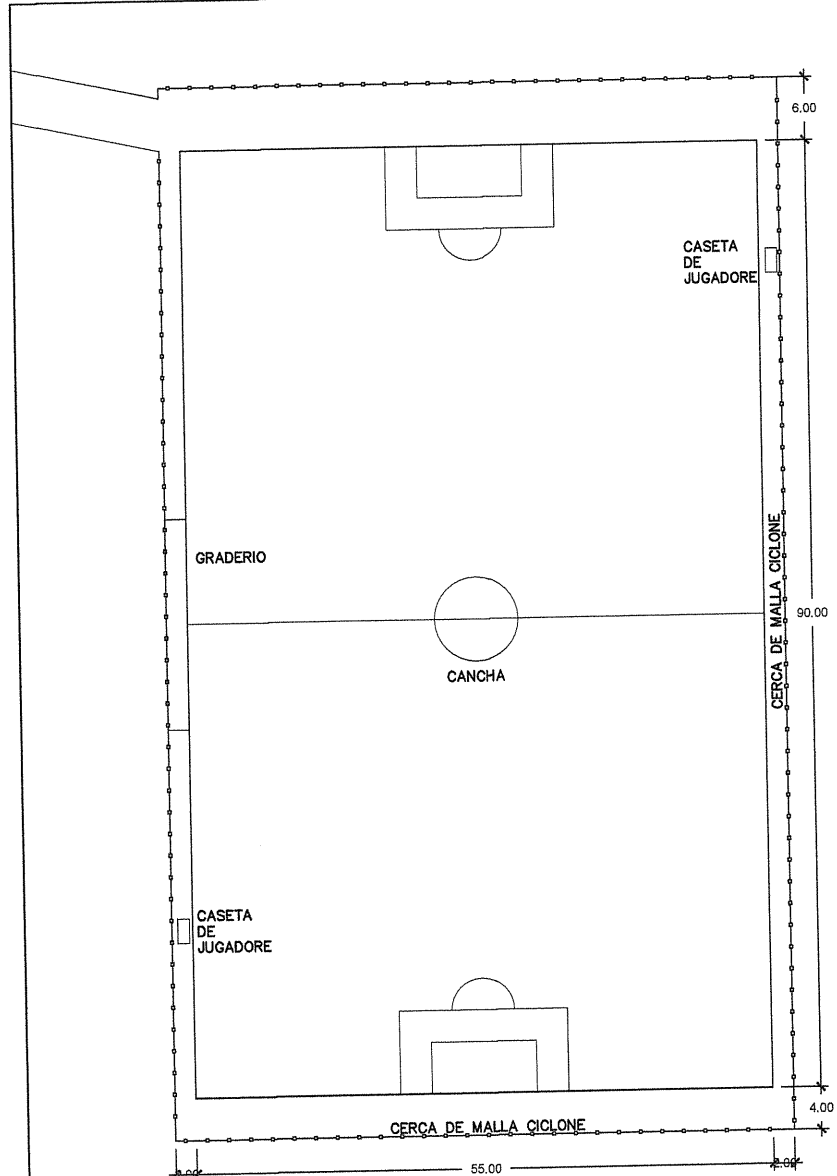 6.00
CASETA
DE
JUGADORE
CERCA DE MALLA CICLONE
GRADERIO
90.00
CANCHA
CASETA
DE
JUGADORE
4.00
CERCA DE MALLA CICLONE
55.00